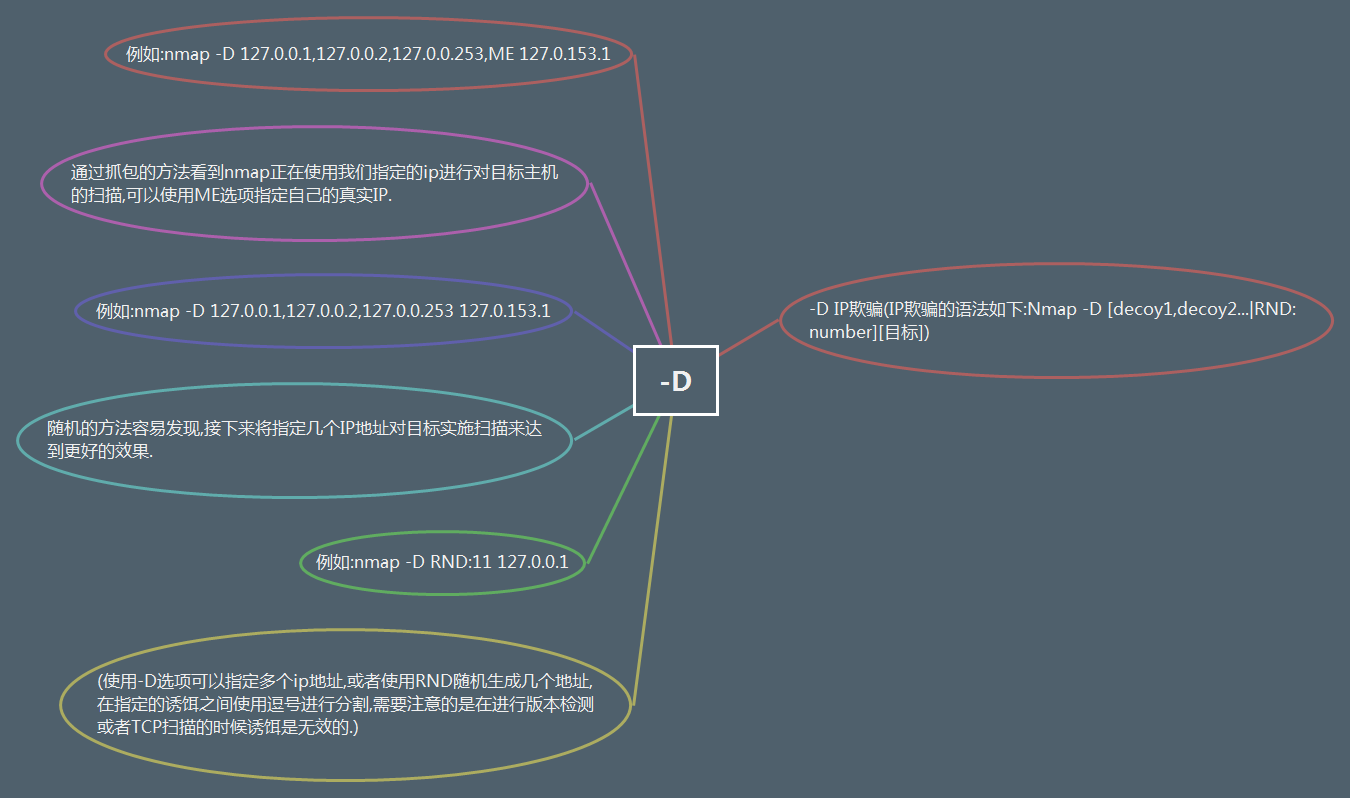 例如:nmap -D 127.0.0.1,127.0.0.2,127.0.0.253,ME 127.0.153.1
通过抓包的方法看到nmap正在使用我们指定的ip进行对目标主机
的扫描,可以使用ME选项指定自己的真实IP.
例如:nmap -D 127.0.0.1,127.0.0.2,127.0.0.253 127.0.153.1
-D IP欺骗(IP欺骗的语法如下:Nmap -D [decoy1,decoy2...|RND:
number][目标])
-D
随机的方法容易发现,接下来将指定几个IP地址对目标实施扫描来达
到更好的效果.
例如:nmap -D RND:11 127.0.0.1
(使用-D选项可以指定多个ip地址,或者使用RND随机生成几个地址,
在指定的诱饵之间使用逗号进行分割,需要注意的是在进行版本检测
或者TCP扫描的时候诱饵是无效的.)